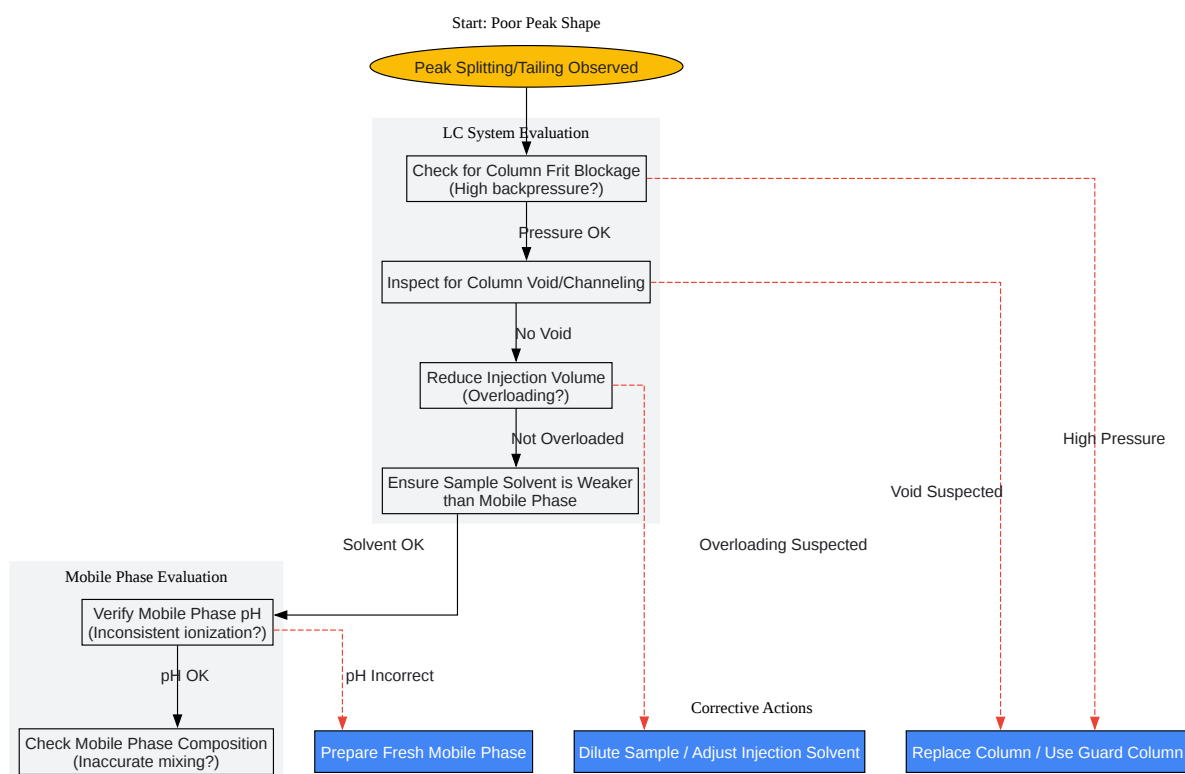 Start: Poor Peak Shape
Peak Splitting/Tailing Observed
LC System Evaluation
Check for Column Frit Blockage
(High backpressure?)
Pressure OK
Inspect for Column Void/Channeling
No Void
Reduce Injection Volume
(Overloading?)
Not Overloaded
High Pressure
Ensure Sample Solvent is Weaker
than Mobile Phase
Void Suspected
Solvent OK
Overloading Suspected
Mobile Phase Evaluation
Verify Mobile Phase pH
(Inconsistent ionization?)
pH OK
pH Incorrect
Corrective Actions
Check Mobile Phase Composition
(Inaccurate mixing?)
Prepare Fresh Mobile Phase
Dilute Sample / Adjust Injection Solvent
Replace Column / Use Guard Column